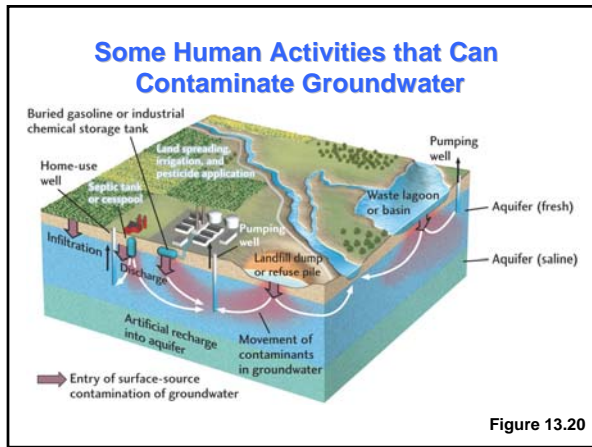 Some Human Activities that Can
Contaminate Groundwater
Buried gasoline or industrial
chemical storage tank
Home-use
well
Septic tank
or cesspool
Land spreading,
irrigation, and
pesticide application
Pumping
well
Waste lagoon
or basin
Aquifer (fresh)
Aquifer (saline)
Infiltration
Discharge
Pumping
well
Landfill dump
or refuse pile
Artificial recharge
into aquifer
Movement of
contaminants
in groundwater
Entry of surface-source
contamination of groundwater
Figure 13.20